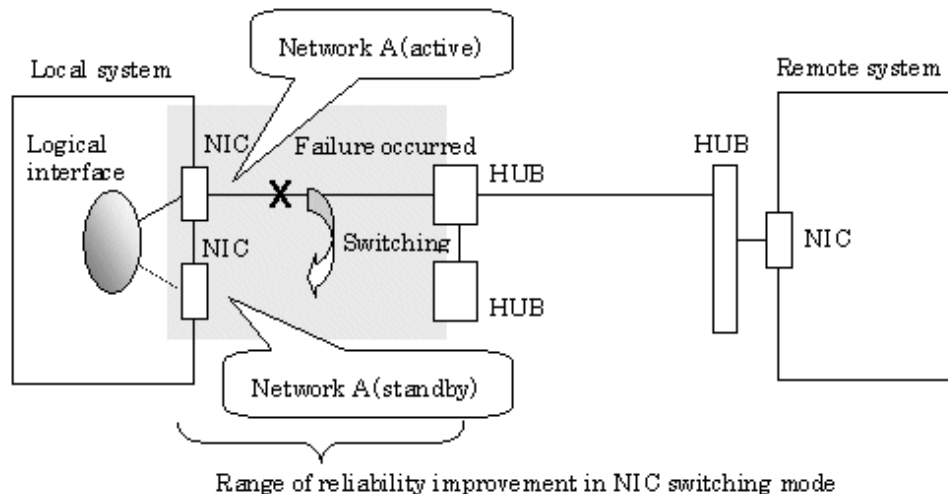 Network A(active)
Local system
Remote system
Logical
interface
NIC
Failure occurred
HUB
HUB
NIC
Switching
NIC
HUB
Network A(standby)
Range of reliability improvement in NIC switching mode